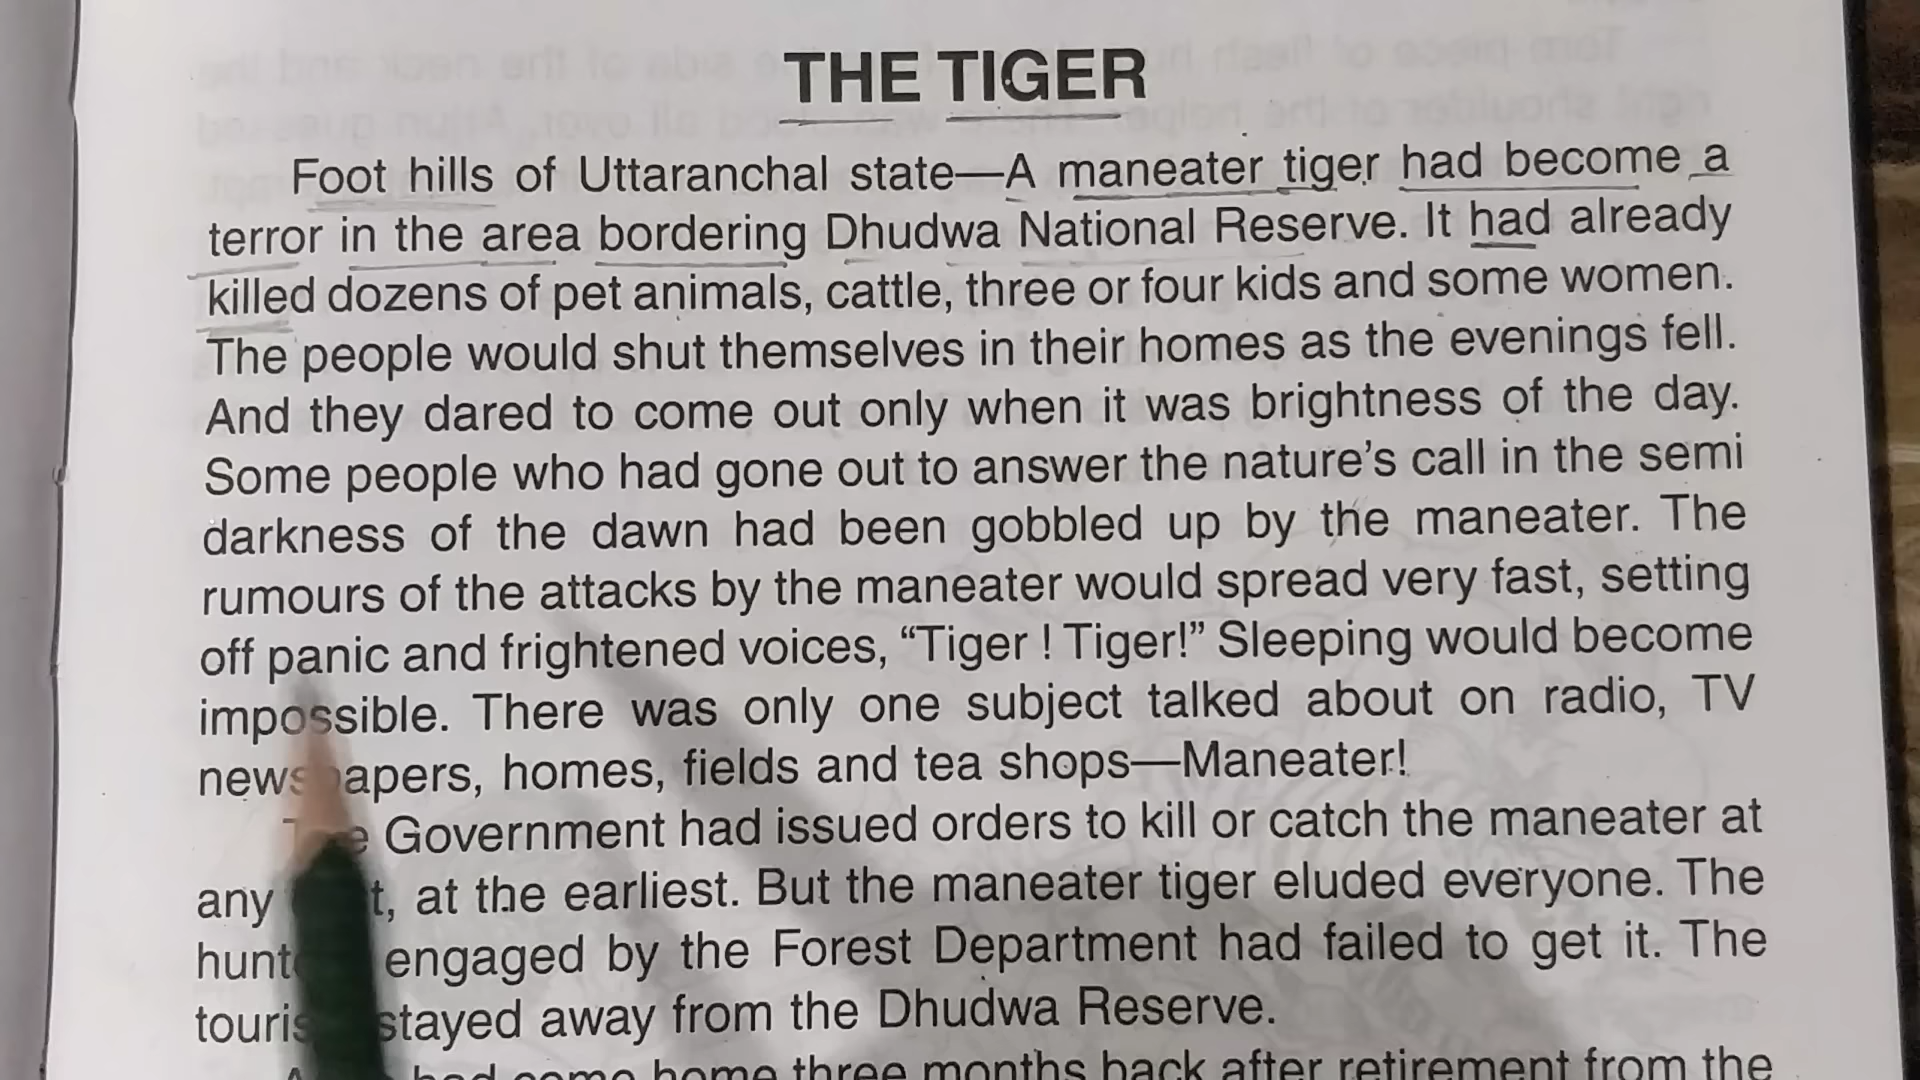 THE TIGER
Foot hills of Uttaranchal state—A maneater tiger had become a
terror in the area bordering Dhudwa National Reserve. It had already
killed dozens of pet animals, cattle, three or four kids and some women.
The people would shut themselves in their homes as the evenings fell.
And they dared to come out only when it was brightness of the day.
Some people who had gone out to answer the nature's call in the semi
darkness of the dawn had been gobbled up by the maneater. The
rumours of the attacks by the maneater would spread very fast, setting
off panic and frightened voices, “Tiger ! Tiger!” Sleeping would become
impossible. There was only one subject talked about on radio, TV
homes, fields and tea shops—Maneater!
Government had issued orders to kill or catch the maneater at
any at the earliest. But the maneater tiger eluded everyone. The
engaged by the Forest Department had failed to get it. The
stayed away from the Dhudwa Reserve.
had come home three months back after retirement from the